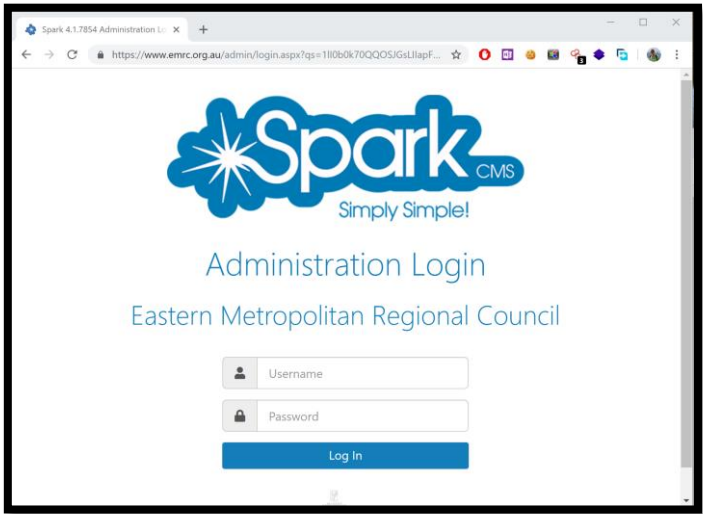 Spark 4.1.7854 Administration Lo
https://www.emrc.org.au/admin/login.aspx?qs=
3
Spark
CMS
Simply Simple!
Administration Login
Eastern Metropolitan Regional Council
Username
Password
Log In